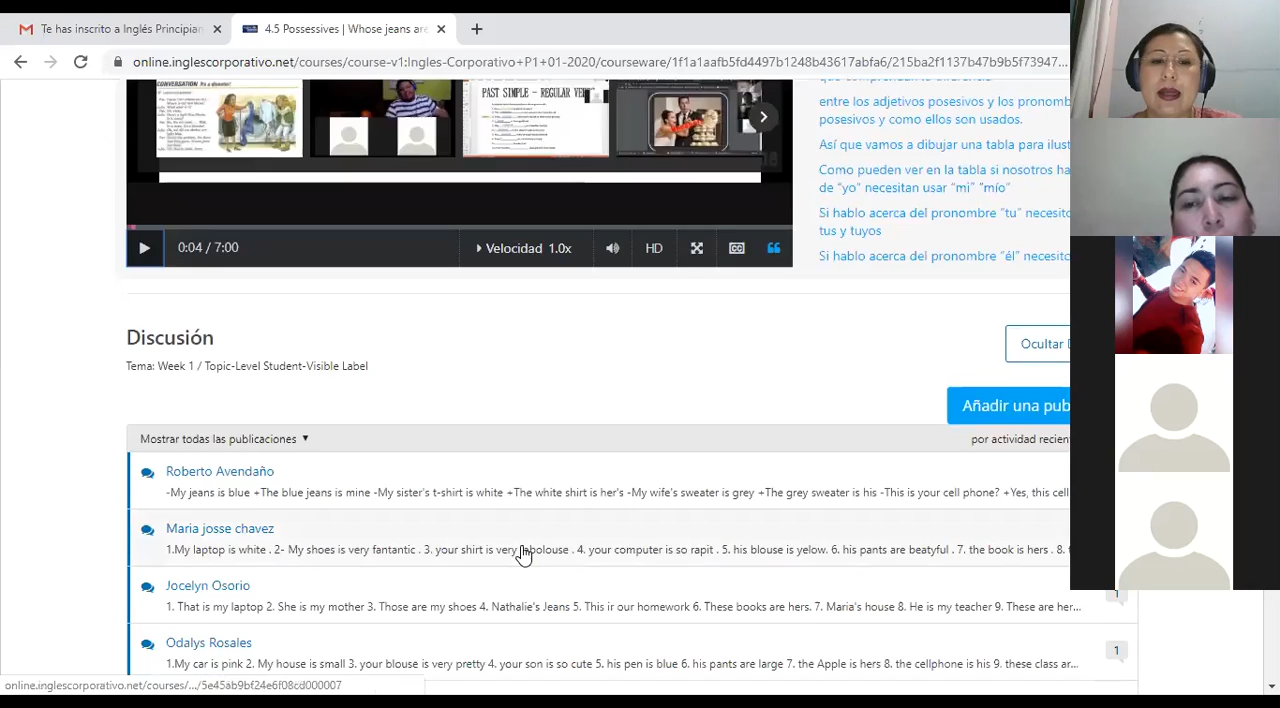 Te has inscrito a Inglés Principian
4.5 Possessives | Whose jeans are
online.inglescorporativo.net/courses/course-v1:Ingles-Corporativo+P1+01-2020/courseware/1f1a1aafb5fd4497b1248b43617abfa6/215ba2f1137b47b9b5f73947...
CONVERSATION It's a disaster!
PAST SIMPLE - REGULAR VE
que comprendan la diferencia
entre los adjetivos posesivos y los pronomb
posesivos y como ellos son usados.
Así que vamos a dibujar una tabla para ilust
Como pueden ver en la tabla si nosotros ha
de "yo" necesitan usar "mi" "mío"
Si hablo acerca del pronombre "tu" necesito
tus y tuyos
Si hablo acerca del pronombre "él" necesito
0:04 / 7:00
Velocidad 1.0x
HD
Discusión
Ocultar
Tema: Week 1 / Topic-Level Student-Visible Label
Añadir una pub
Mostrar todas las publicaciones
por actividad recien
Roberto Avendaño
-My jeans is blue +The blue jeans is mine -My sister's t-shirt is white +The white shirt is her's -My wife's sweater is grey +The grey sweater is his -This is your cell phone? +Yes, this cel
Maria josse chavez
1.My laptop is white . 2- My shoes is very fantantic . 3. your shirt is very abolouse . 4. your computer is so rapit . 5. his blouse is yelow. 6. his pants are beatyful . 7. the book is hers . 8.
Jocelyn Osorio
1. That is my laptop 2. She is my mother 3. Those are my shoes 4. Nathalie's Jeans 5. This ir our homework 6. These books are hers. 7. Maria's house 8. He is my teacher 9. These are her...
1
Odalys Rosales
1.My car is pink 2. My house is small 3. your blouse is very pretty 4. your son is so cute 5. his pen is blue 6. his pants are large 7. the Apple is hers 8. the cellphone is his 9. these class ar...
1
online.inglescorporativo.net/courses/.../5e45ab9bf24e6f08cd000007